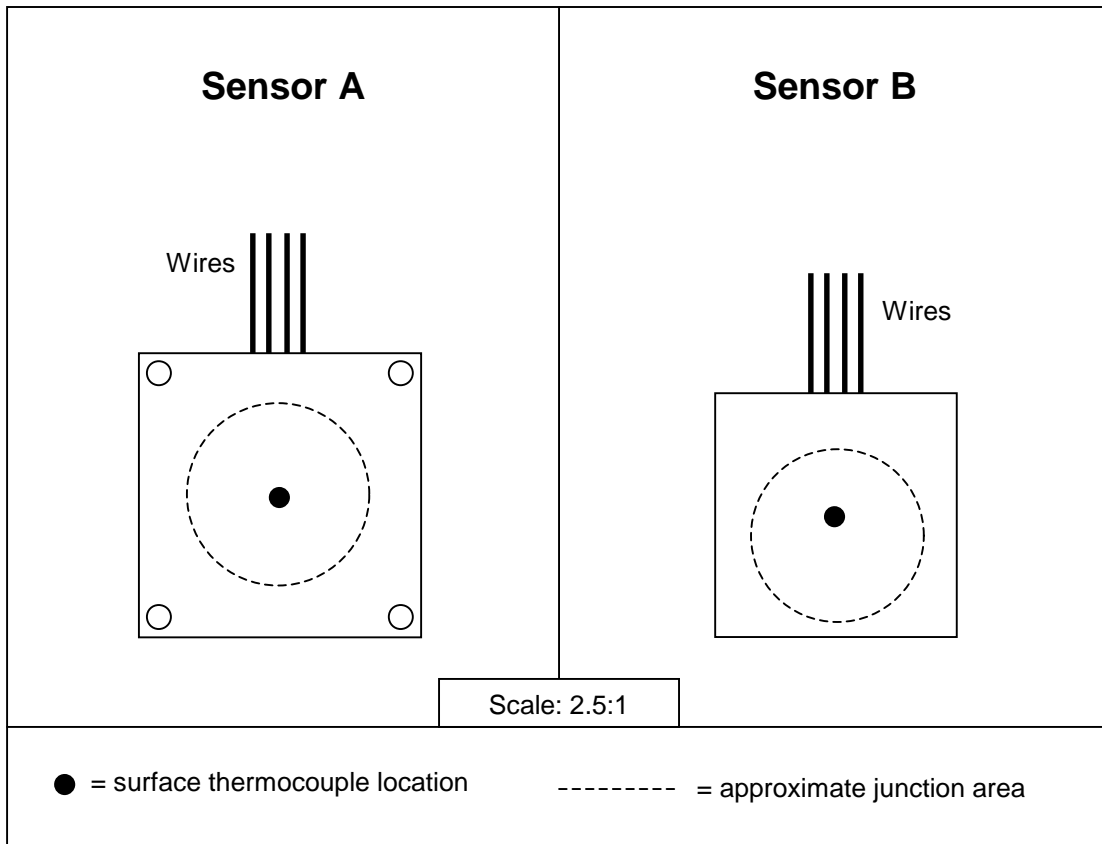 Sensor A
Wires
Sensor B
Wires
Scale: 2.5:1
= surface thermocouple location
= approximate junction area